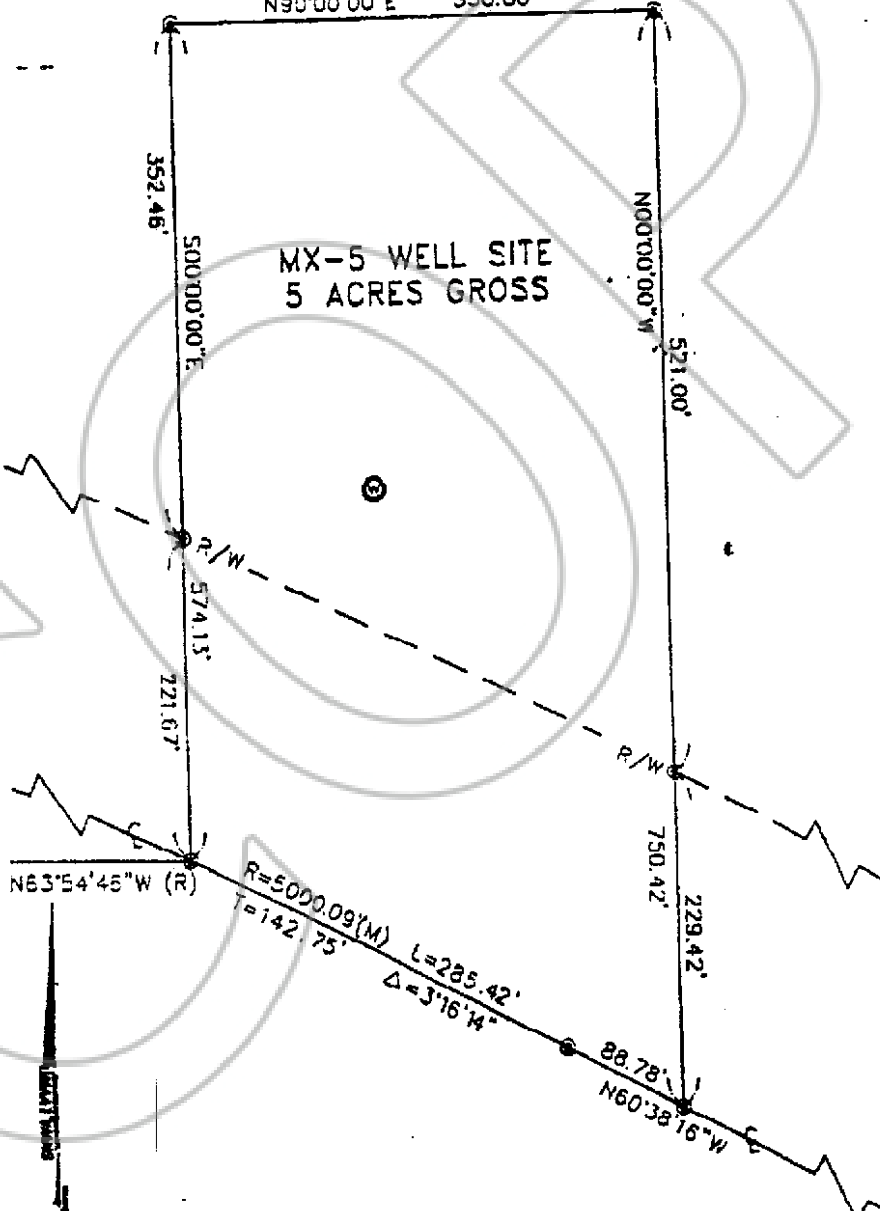 N90°00'00"E
352.46'
S00°00'00"E
MX-5 WELL SITE
5 ACRES GROSS
N00°00'00"W
521.00'
R/W
574.13'
221.67'
R/W
750.42'
229.42'
N63°54'45"W (R)
R=5000.09'(M)
T=142.75'
L=285.42'
Δ=3°16'14"
88.78'
N60°38'16"W